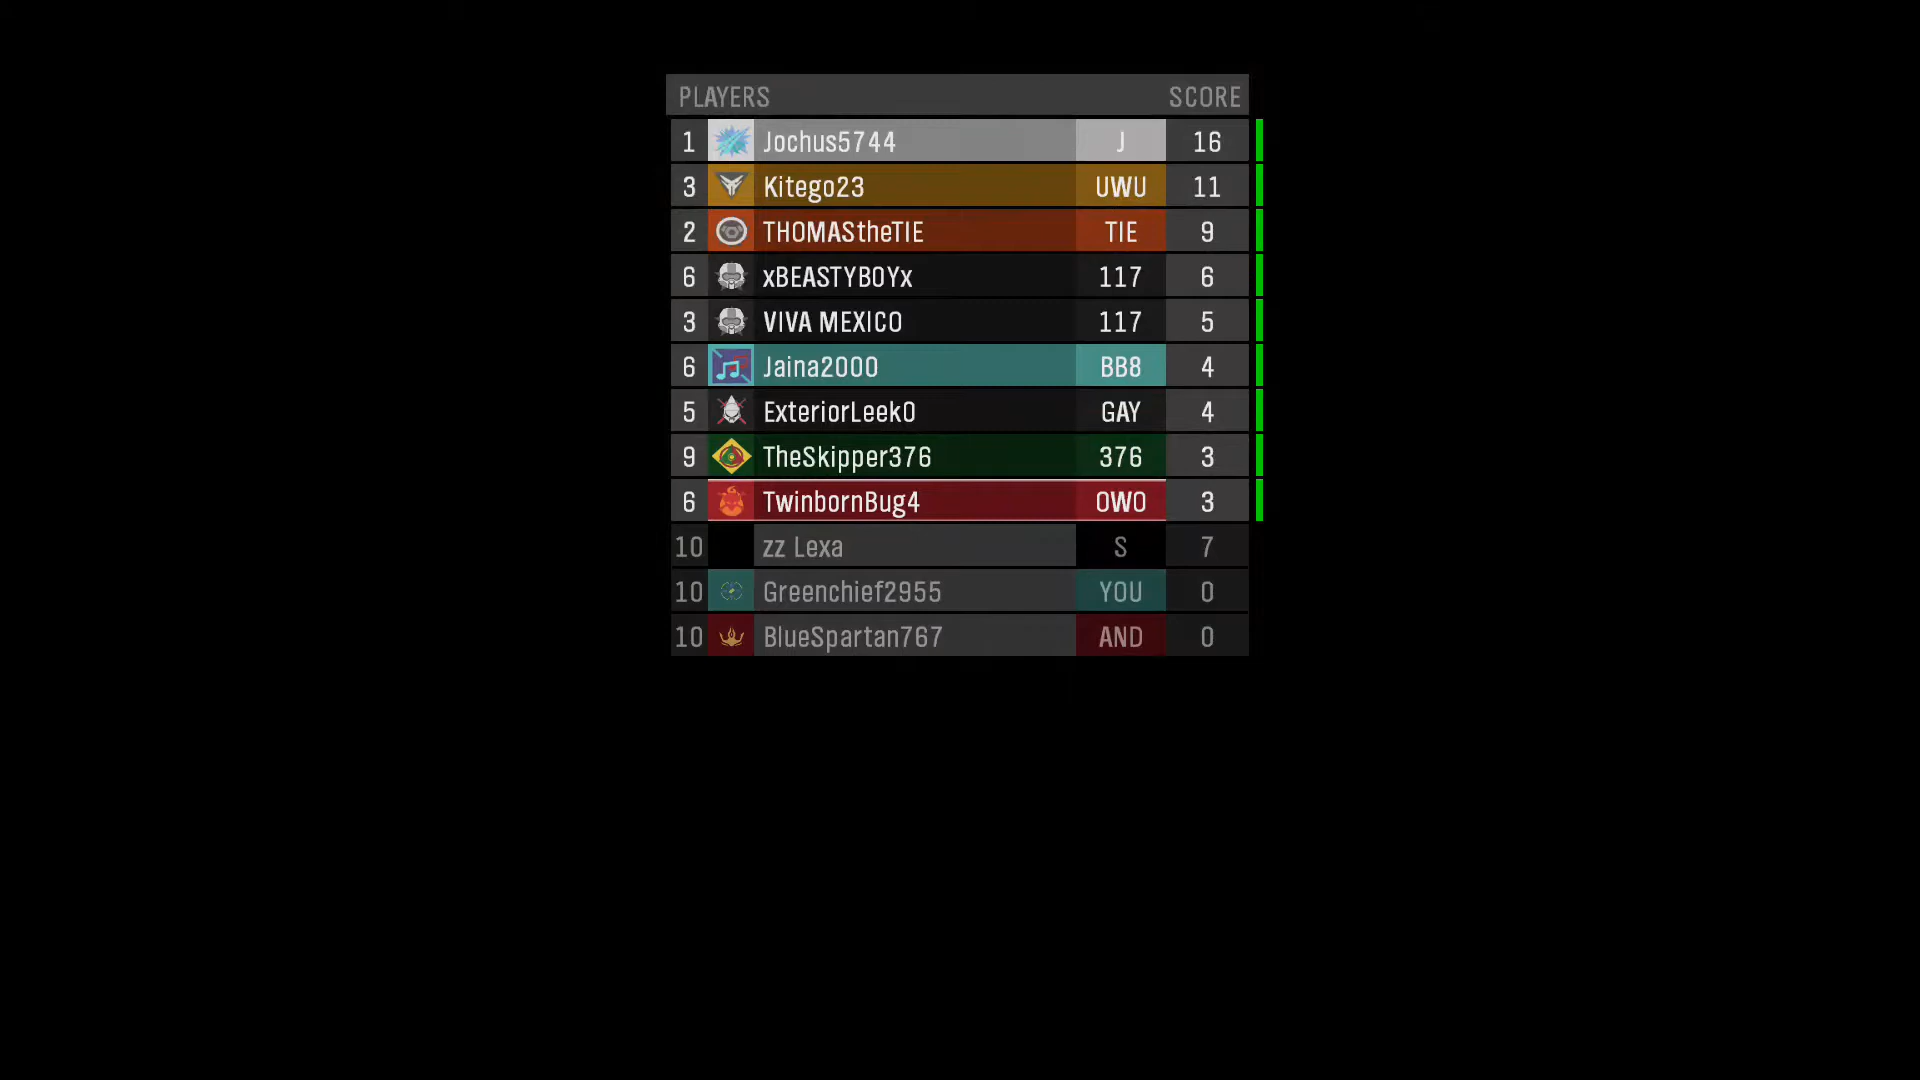 PLAYERS SCORE
1 Jochus5744 J 16
3 Kitego23 UWU 11
2 THOMAStheTIE TIE 9
6 xBEASTYBOYx 117 6
3 VIVA MEXICO 117 5
6 Jaina2000 BB8 4
5 ExteriorLeek0 GAY 4
9 TheSkipper376 376 3
6 TwinbornBug4 OWO 3
10 zz Lexa S 7
10 Greenchief2955 YOU 0
10 BlueSpartan767 AND 0